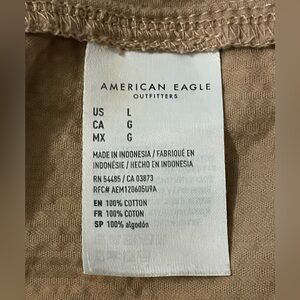 AMERICAN EAGLE
OUTFITTERS
US L
CA G
MX G
MADE IN INDONESIA / FABRIQUÉ EN
INDONÉSIE / HECHO EN INDONESIA
RN 54485 / CA 03873
RFC# AEM120605U9A
EN 100% COTTON
FR 100% COTON
SP 100% algodón